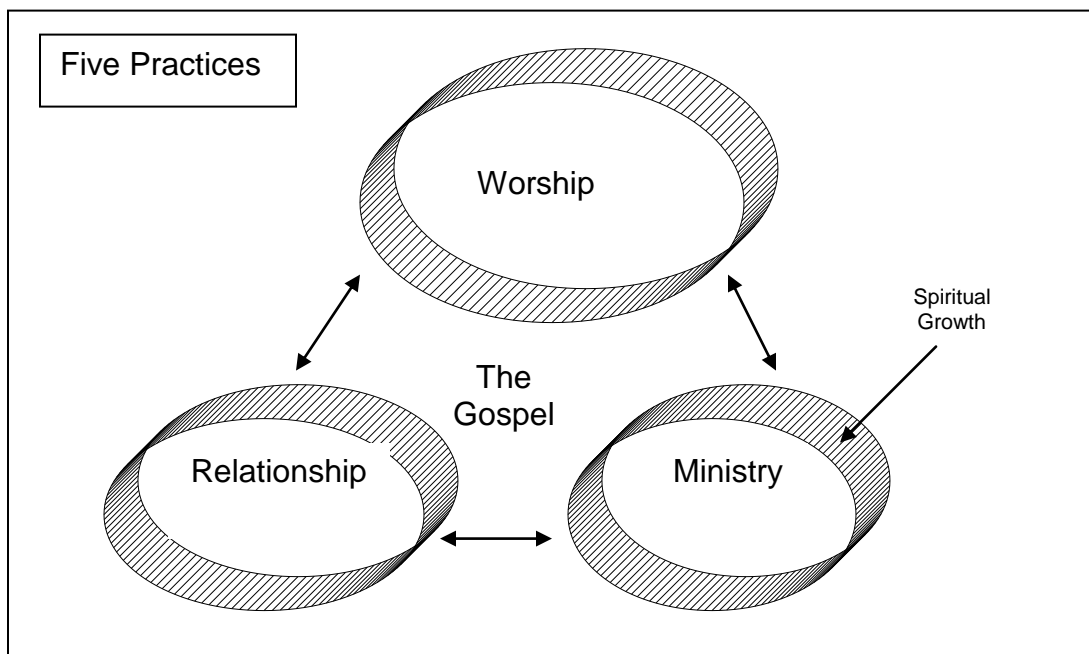 Five Practices
Worship
Spiritual
Growth
The
Gospel
Relationship
Ministry